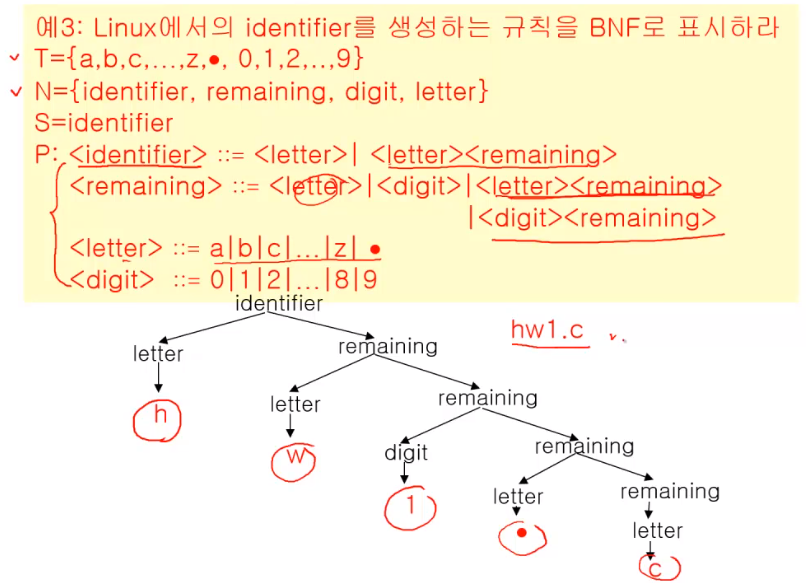 예3: Linux에서의 identifier를 생성하는 규칙을 BNF로 표시하라
T={a,b,c,...,z,•, 0,1,2,..,9}
N={identifier, remaining, digit, letter}
S=identifier
P: <identifier> ::= <letter>| <letter><remaining>
<remaining> ::= <letter>|<digit>|<letter><remaining>
|<digit><remaining>
<letter> ::= a|b|c|...|z| •
<digit> ::= 0|1|2|...|8|9
identifier
hw1.c
letter remaining
h letter remaining
w digit remaining
1 letter remaining
• letter
c